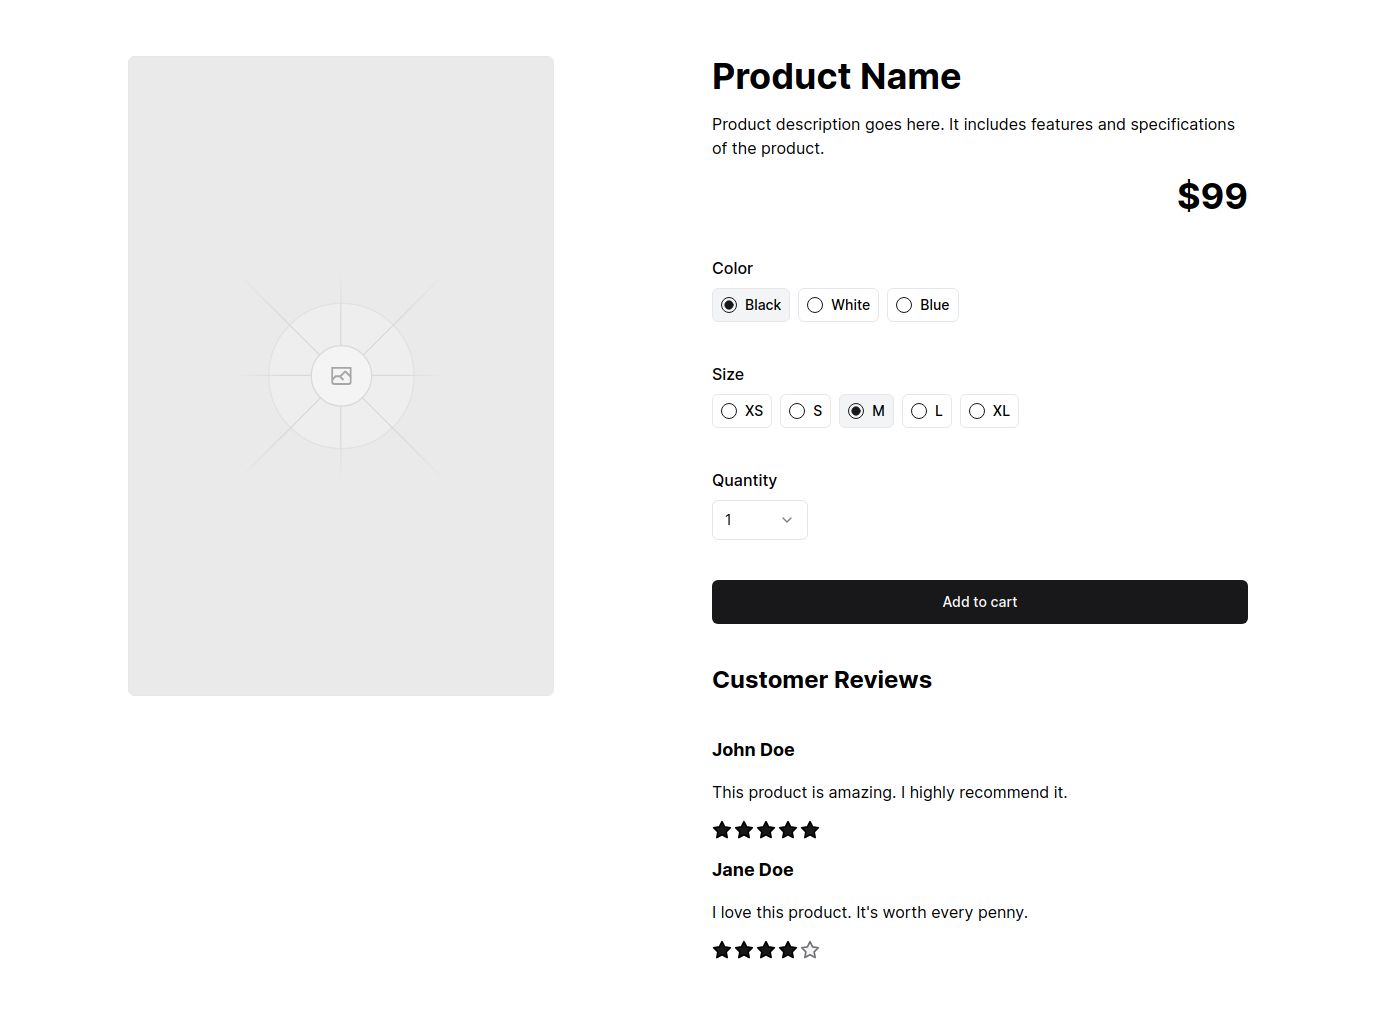 Product Name
Product description goes here. It includes features and specifications
of the product.
$99
Color
Black White Blue
Size
XS S M L XL
Quantity
1
Add to cart
Customer Reviews
John Doe
This product is amazing. I highly recommend it.
Jane Doe
I love this product. It's worth every penny.